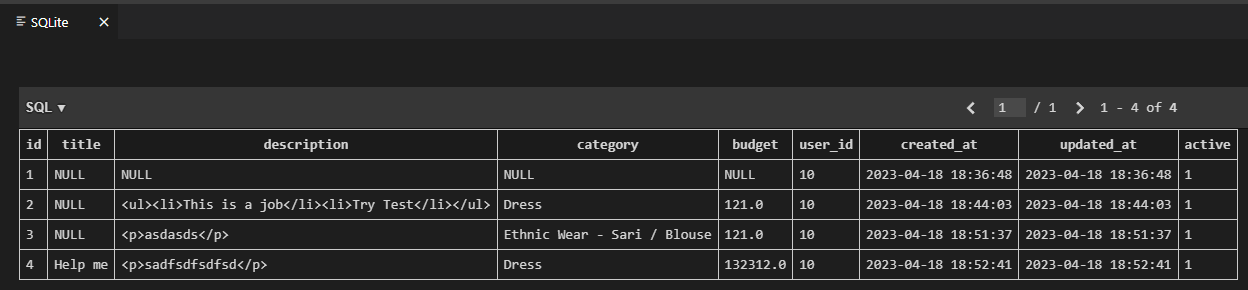 SQLite
SQL ▼ 1 / 1 1 - 4 of 4
id title description category budget user_id created_at updated_at active
1 NULL NULL NULL NULL 10 2023-04-18 18:36:48 2023-04-18 18:36:48 1
2 NULL <ul><li>This is a job</li><li>Try Test</li></ul> Dress 121.0 10 2023-04-18 18:44:03 2023-04-18 18:44:03 1
3 NULL <p>asdasds</p> Ethnic Wear - Sari / Blouse 121.0 10 2023-04-18 18:51:37 2023-04-18 18:51:37 1
4 Help me <p>sadfsdfsdfsd</p> Dress 132312.0 10 2023-04-18 18:52:41 2023-04-18 18:52:41 1